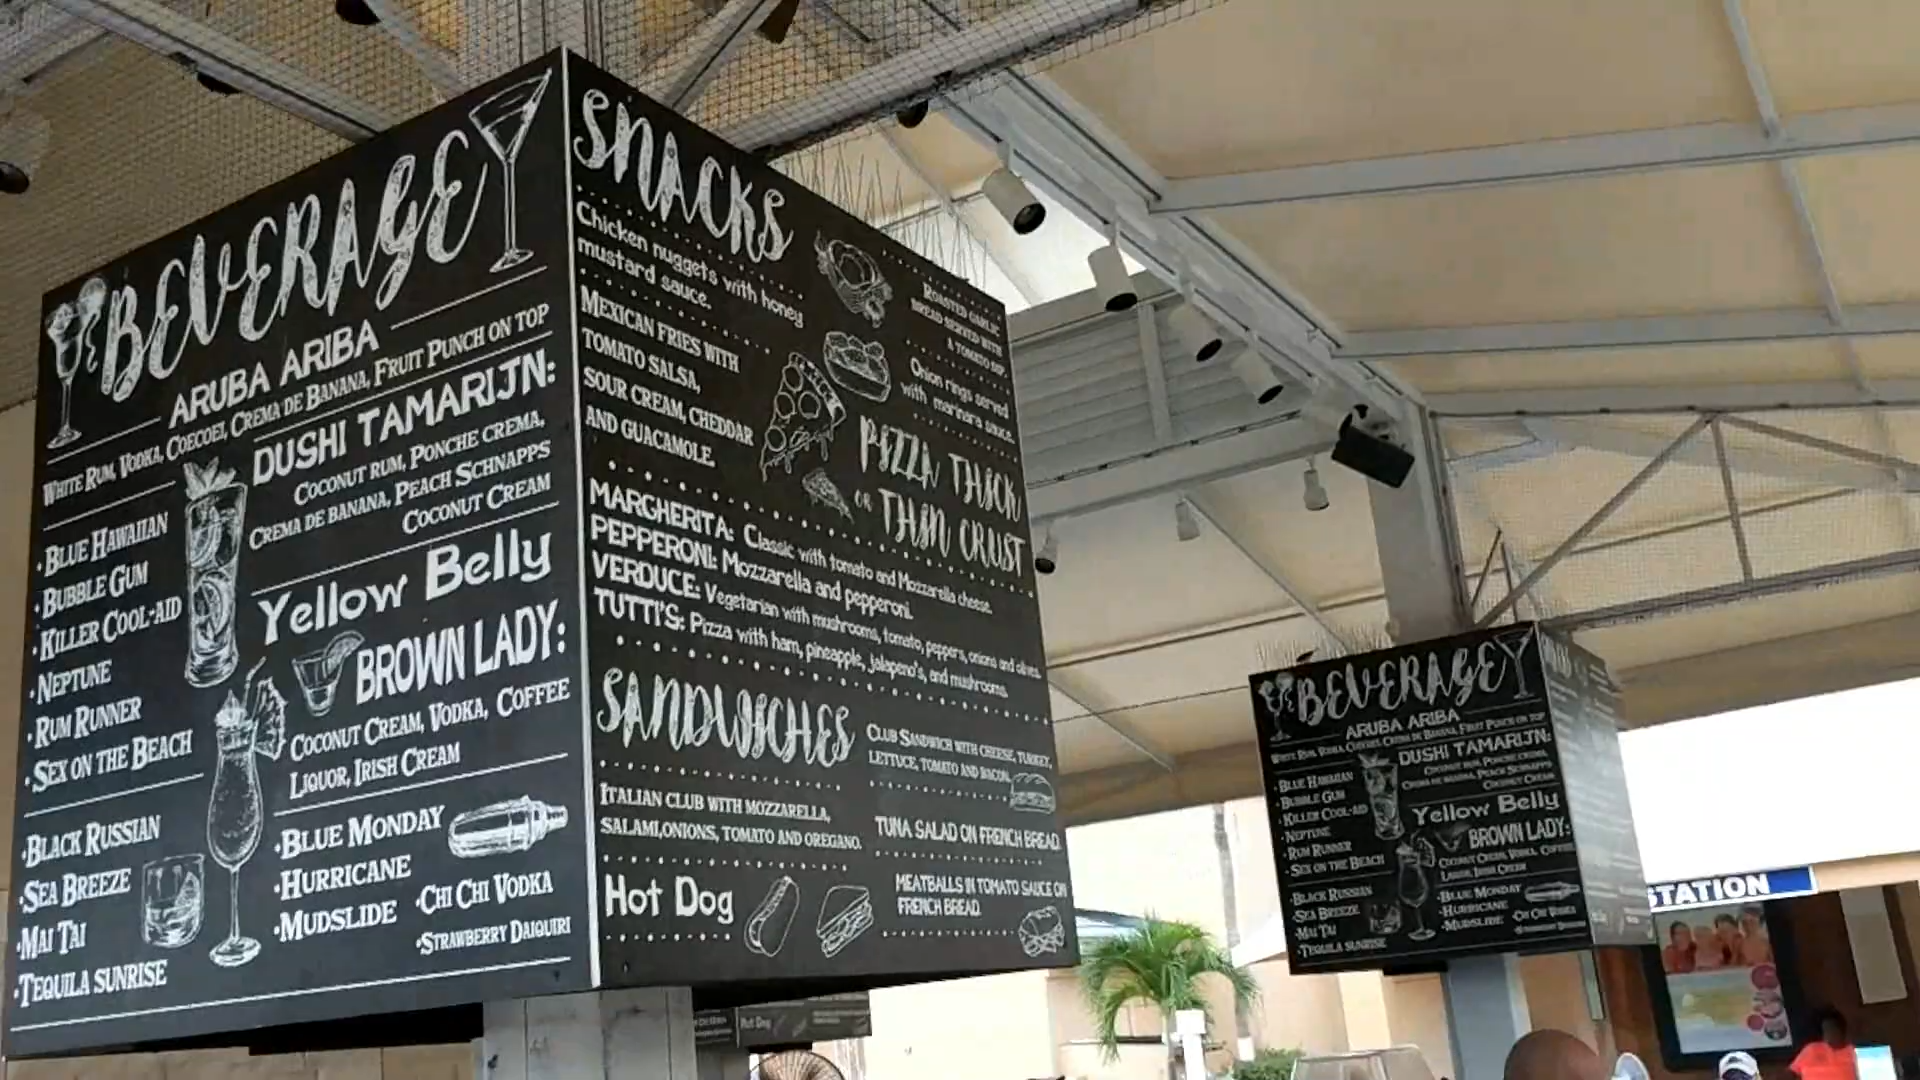 BEVERAGE
ARUBA ARIBA
WHITE RUM, VODKA, COECOEI, CREMA DE BANANA, FRUIT PUNCH ON TOP
DUSHI TAMARIJN:
COCONUT RUM, PONCHE CREMA,
CREMA DE BANANA, PEACH SCHNAPPS
COCONUT CREAM
•BLUE HAWAIIAN
•BUBBLE GUM
•KILLER COOL-AID
•NEPTUNE
•RUM RUNNER
•SEX ON THE BEACH
Yellow Belly
BROWN LADY:
COCONUT CREAM, VODKA, COFFEE
LIQUOR, IRISH CREAM
•BLACK RUSSIAN
•SEA BREEZE
•MAI TAI
•TEQUILA SUNRISE
•BLUE MONDAY
•HURRICANE
•MUDSLIDE
•CHI CHI VODKA
•STRAWBERRY DAIQUIRI
SNACKS
Chicken nuggets with honey
mustard sauce.
MEXICAN FRIES WITH
TOMATO SALSA,
SOUR CREAM, CHEDDAR
AND GUACAMOLE.
ROASTED GARLIC
BREAD SERVED WITH
A TOMATO DIP.
Onion rings served
with marinara sauce.
PIZZA THICK
OR THIN CRUST
MARGHERITA: Classic with tomato and Mozzarella cheese.
PEPPERONI: Mozzarella and pepperoni.
VERDUCE: Vegetarian with mushrooms, tomato, peppers, onions and olives.
TUTTI'S: Pizza with ham, pineapple, jalapeno's, and mushrooms.
SANDWICHES
CLUB SANDWICH WITH CHEESE, TURKEY,
LETTUCE, TOMATO AND BACON.
ITALIAN CLUB WITH MOZZARELLA,
SALAMI,ONIONS, TOMATO AND OREGANO.
TUNA SALAD ON FRENCH BREAD.
Hot Dog
MEATBALLS IN TOMATO SAUCE ON
FRENCH BREAD.
BEVERAGE
ARUBA ARIBA
WHITE RUM, VODKA, COECOEI, CREMA DE BANANA, FRUIT PUNCH ON TOP
DUSHI TAMARIJN:
COCONUT RUM, PONCHE CREMA,
CREMA DE BANANA, PEACH SCHNAPPS
COCONUT CREAM
•BLUE HAWAIIAN
•BUBBLE GUM
•KILLER COOL-AID
•NEPTUNE
•RUM RUNNER
•SEX ON THE BEACH
Yellow Belly
BROWN LADY:
COCONUT CREAM, VODKA, COFFEE
LIQUOR, IRISH CREAM
•BLACK RUSSIAN
•SEA BREEZE
•MAI TAI
•TEQUILA SUNRISE
•BLUE MONDAY
•HURRICANE
•MUDSLIDE
•CHI CHI VODKA
•STRAWBERRY DAIQUIRI
STATION
Hot Dog